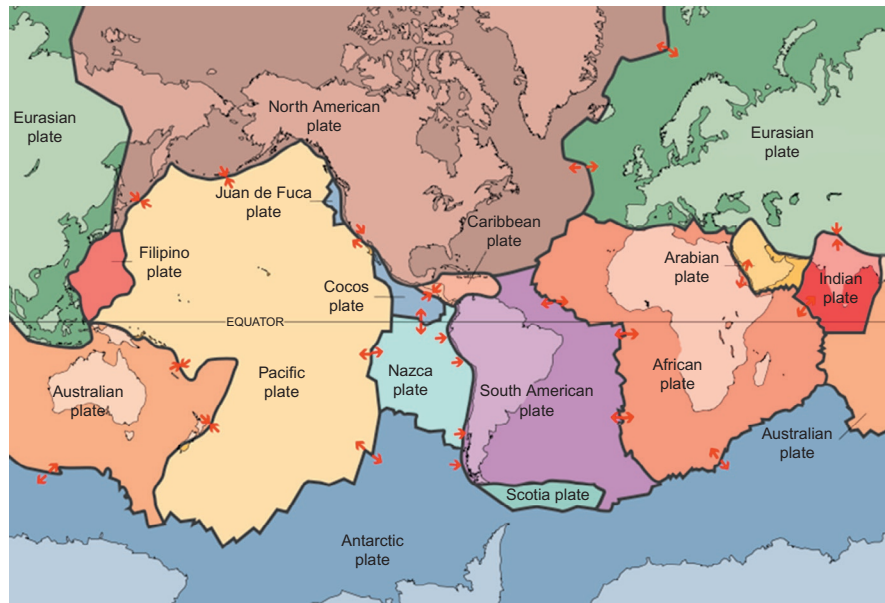 North American
plate
Eurasian
plate
Eurasian
plate
Juan de Fuca
plate
Caribbean
plate
Filipino
plate
Arabian
plate
Cocos
plate
Indian
plate
EQUATOR
Pacific
plate
Nazca
plate
South American
plate
African
plate
Australian
plate
Australian
plate
Scotia plate
Antarctic
plate